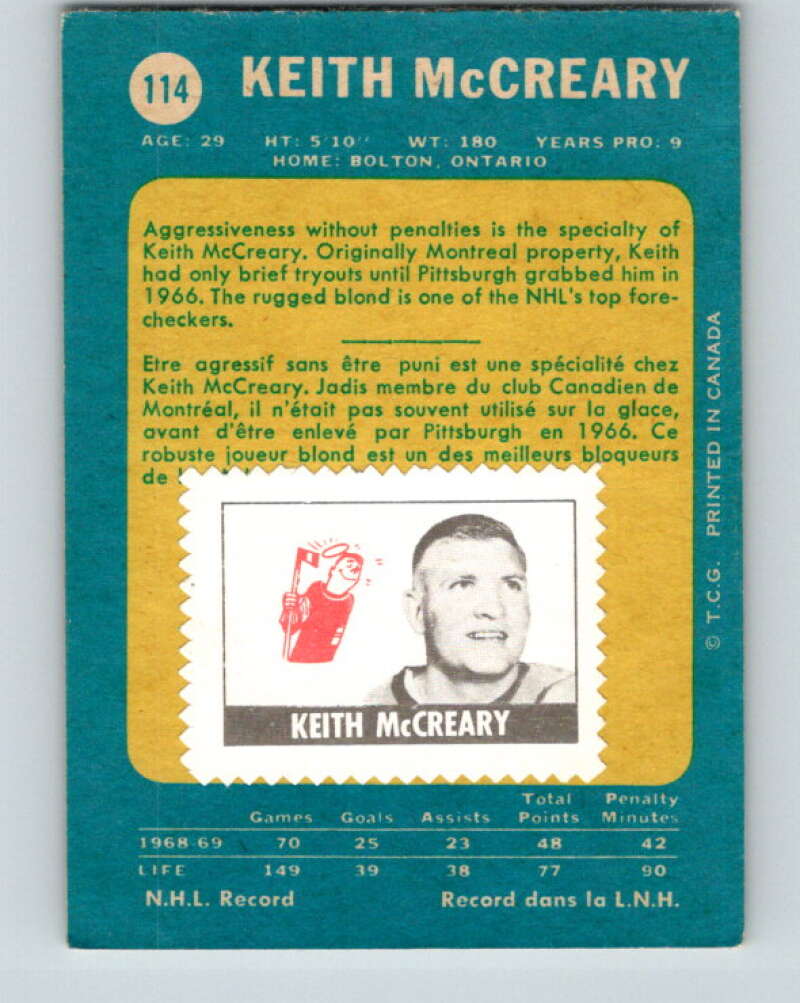 114 KEITH McCREARY
AGE: 29 HT: 5'10" WT: 180 YEARS PRO: 9
HOME: BOLTON, ONTARIO
Aggressiveness without penalties is the specialty of
Keith McCreary. Originally Montreal property, Keith
had only brief tryouts until Pittsburgh grabbed him in
1966. The rugged blond is one of the NHL's top fore-
checkers.
Etre agressif sans être puni est une spécialité chez
Keith McCreary. Jadis membre du club Canadien de
Montréal, il n'était pas souvent utilisé sur la glace,
avant d'être enlevé par Pittsburgh en 1966. Ce
robuste joueur blond est un des meilleurs bloqueurs
de
KEITH McCREARY
© T.C.G. PRINTED IN CANADA
Games Goals Assists Total Points Penalty Minutes
1968-69 70 25 23 48 42
LIFE 149 39 38 77 90
N.H.L. Record Record dans la L.N.H.